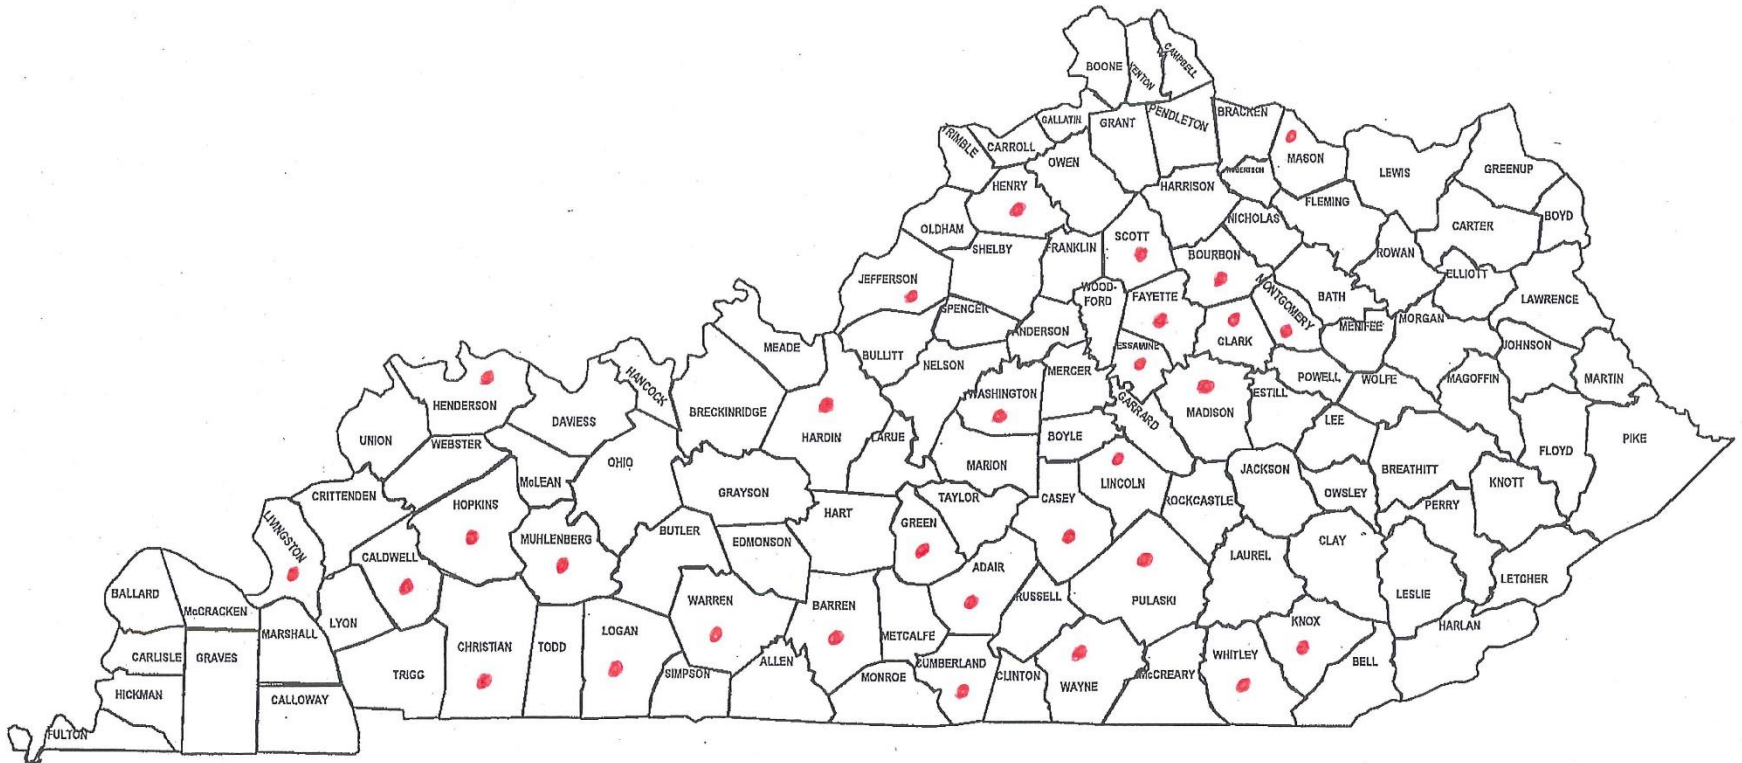 BOONE
KENTON
CAMPBELL
GALLATIN
GRANT
PENDLETON
BRACKEN
TRIMBLE
CARROLL
OWEN
MASON
LEWIS
GREENUP
HENRY
HARRISON
FLEMING
BOYD
OLDHAM
NICHOLAS
CARTER
SHELBY
FRANKLIN
SCOTT
BOURBON
ROWAN
JEFFERSON
ELLIOTT
WOOD-
FORD
FAYETTE
MONTGOMERY
BATH
LAWRENCE
SPENCER
ANDERSON
CLARK
MENIFEE
MORGAN
MEADE
BULLITT
NELSON
JOHNSON
HANCOCK
MERCER
POWELL
WOLFE
MAGOFFIN
MARTIN
HENDERSON
BRECKINRIDGE
WASHINGTON
GARRARD
MADISON
ESTILL
DAVIESS
HARDIN
LARUE
BOYLE
LEE
UNION
WEBSTER
OHIO
MARION
JACKSON
BREATHITT
FLOYD
PIKE
McLEAN
GRAYSON
TAYLOR
CASEY
LINCOLN
ROCKCASTLE
OWSLEY
KNOTT
CRITTENDEN
HOPKINS
HART
GREEN
PERRY
LIVINGSTON
MUHLENBERG
BUTLER
EDMONSON
CLAY
CALDWELL
ADAIR
LAUREL
LETCHER
BALLARD
McCRACKEN
LYON
WARREN
BARREN
RUSSELL
PULASKI
LESLIE
MARSHALL
LOGAN
METCALFE
KNOX
HARLAN
CARLISLE
GRAVES
CHRISTIAN
TODD
ALLEN
CUMBERLAND
WHITLEY
BELL
TRIGG
SIMPSON
MONROE
CLINTON
WAYNE
McCREARY
HICKMAN
CALLOWAY
FULTON